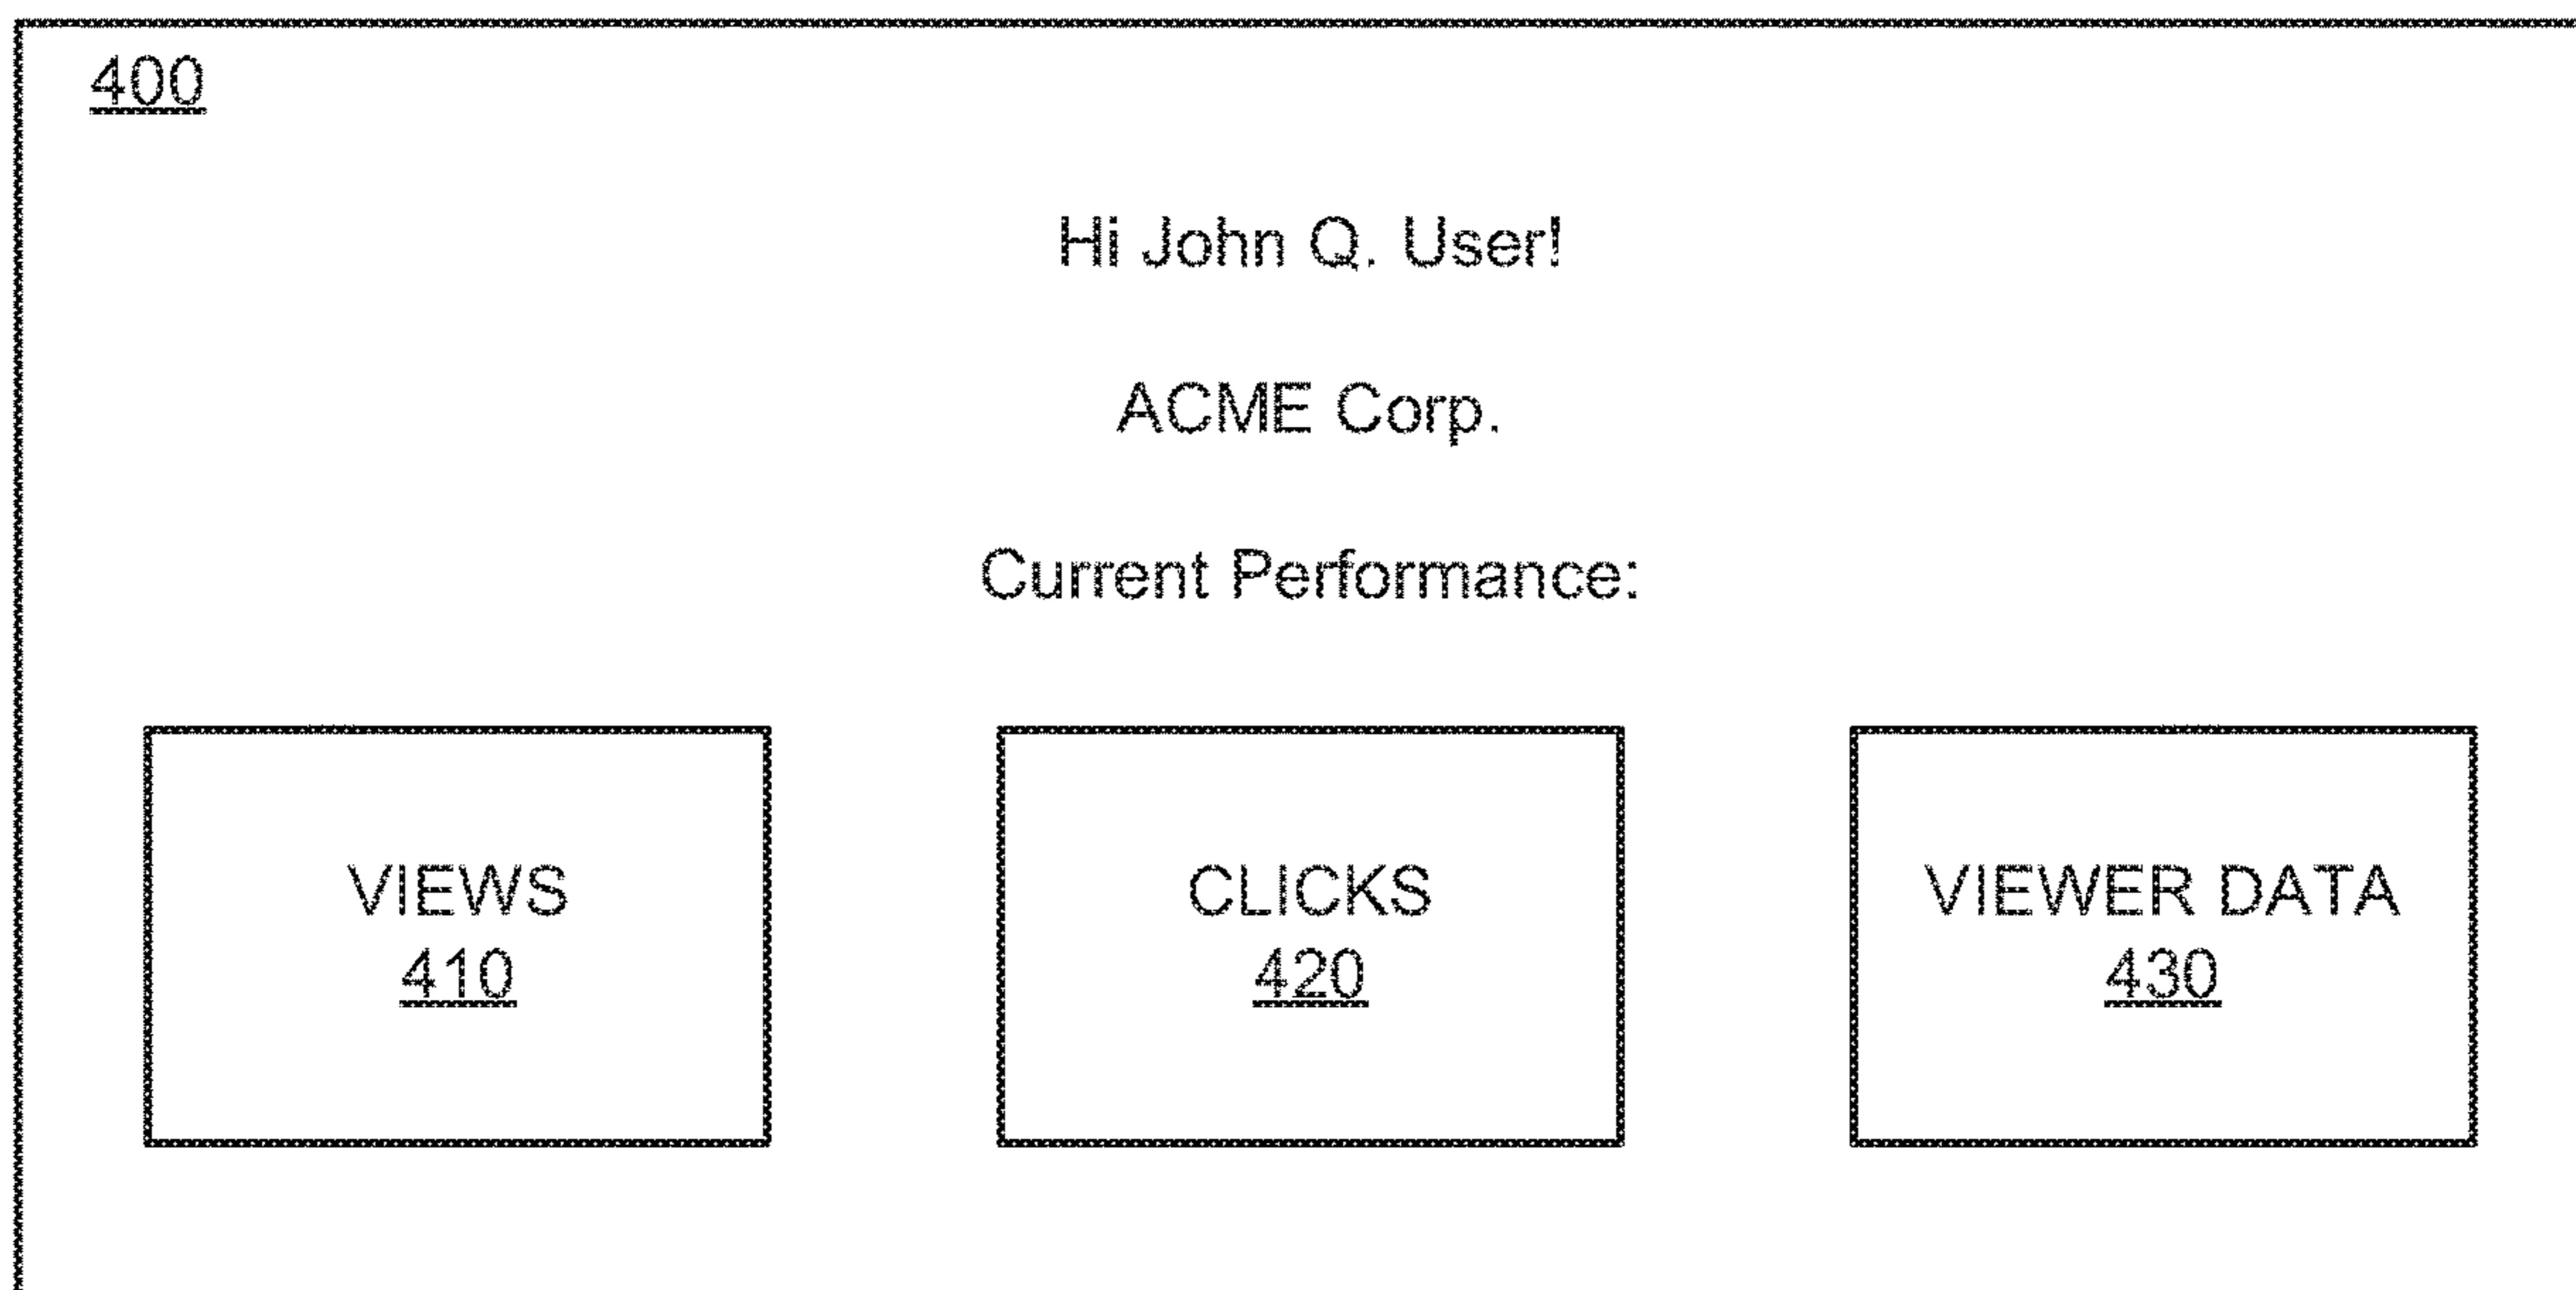 400
Hi John Q. User!
ACME Corp.
Current Performance:
VIEWS
410
CLICKS
420
VIEWER DATA
430